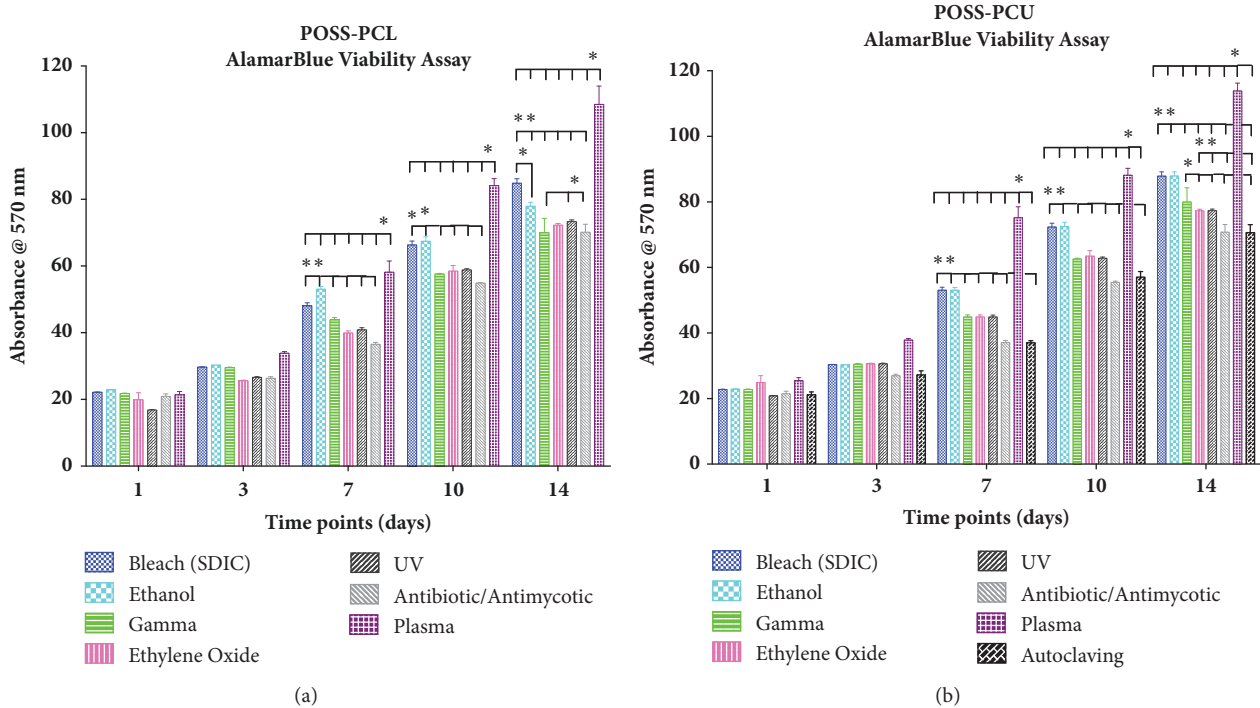 POSS-PCL
AlamarBlue Viability Assay
120
100
80
60
40
20
0
Absorbance @ 570 nm
* * * * * * * * * * *
1 3 7 10 14
Time points (days)
Bleach (SDIC)
Ethanol
Gamma
Ethylene Oxide
UV
Antibiotic/Antimycotic
Plasma
(a)
POSS-PCU
AlamarBlue Viability Assay
120
100
80
60
40
20
0
Absorbance @ 570 nm
* * * * * * * * * * * *
1 3 7 10 14
Time points (days)
Bleach (SDIC)
Ethanol
Gamma
Ethylene Oxide
UV
Antibiotic/Antimycotic
Plasma
Autoclaving
(b)